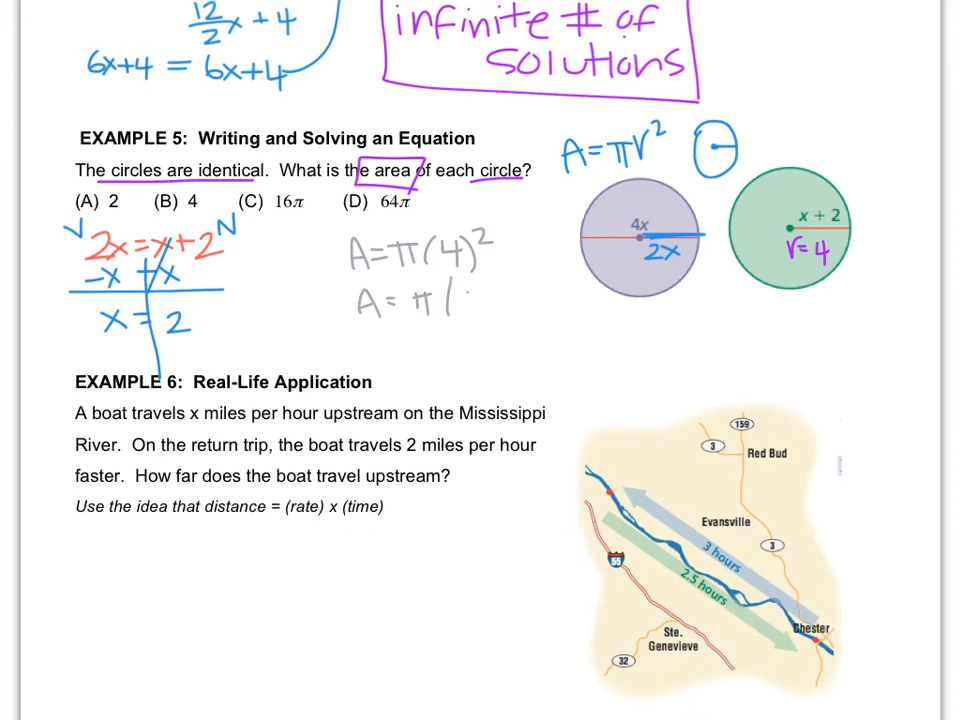 12/2 x + 4
6x+4 = 6x+4
infinite # of
solutions
EXAMPLE 5: Writing and Solving an Equation
The circles are identical. What is the area of each circle?
(A) 2 (B) 4 (C) 16π (D) 64π
A = πr²
4x
2x
x + 2
r = 4
V 2x = x + 2 N
-x + x
x = 2
A = π(4)²
A = π(
EXAMPLE 6: Real-Life Application
A boat travels x miles per hour upstream on the Mississippi
River. On the return trip, the boat travels 2 miles per hour
faster. How far does the boat travel upstream?
Use the idea that distance = (rate) x (time)
159
3
Red Bud
Evansville
3
3 hours
55
2.5 hours
Chester
Ste.
Genevieve
32